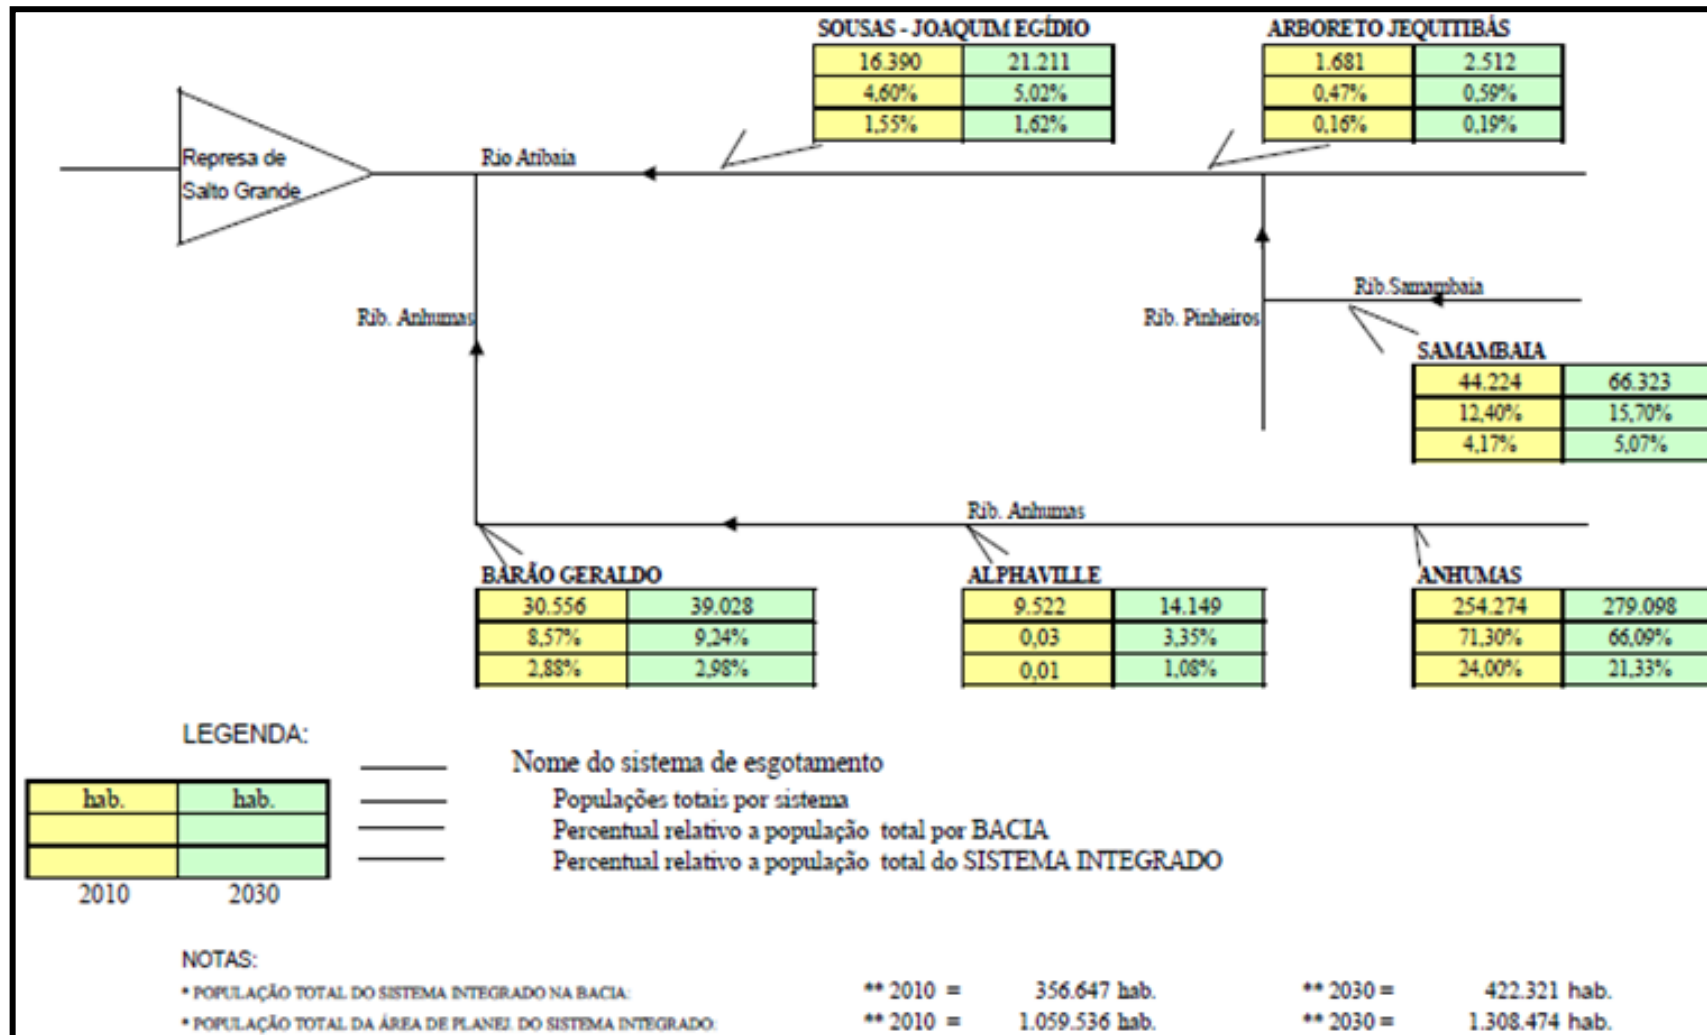 SOUSAS - JOAQUIM EGÍDIO
16.390 21.211
4,60% 5,02%
1,55% 1,62%
ARBORETO JEQUITIBÁS
1.681 2.512
0,47% 0,59%
0,16% 0,19%
Represa de
Salto Grande
Rio Atibaia
Rib. Anhumas
Rib. Pinheiros
Rib.Samambaia
SAMAMBAIA
44.224 66.323
12,40% 15,70%
4,17% 5,07%
Rib. Anhumas
BARÃO GERALDO
30.556 39.028
8,57% 9,24%
2,88% 2,98%
ALPHAVILLE
9.522 14.149
0,03 3,35%
0,01 1,08%
ANHUMAS
254.274 279.098
71,30% 66,09%
24,00% 21,33%
LEGENDA:
hab. hab.
2010 2030
Nome do sistema de esgotamento
Populações totais por sistema
Percentual relativo a população total por BACIA
Percentual relativo a população total do SISTEMA INTEGRADO
NOTAS:
* POPULAÇÃO TOTAL DO SISTEMA INTEGRADO NA BACIA: ** 2010 = 356.647 hab. ** 2030 = 422.321 hab.
* POPULAÇÃO TOTAL DA ÁREA DE PLANEJ. DO SISTEMA INTEGRADO: ** 2010 = 1.059.536 hab. ** 2030 = 1.308.474 hab.